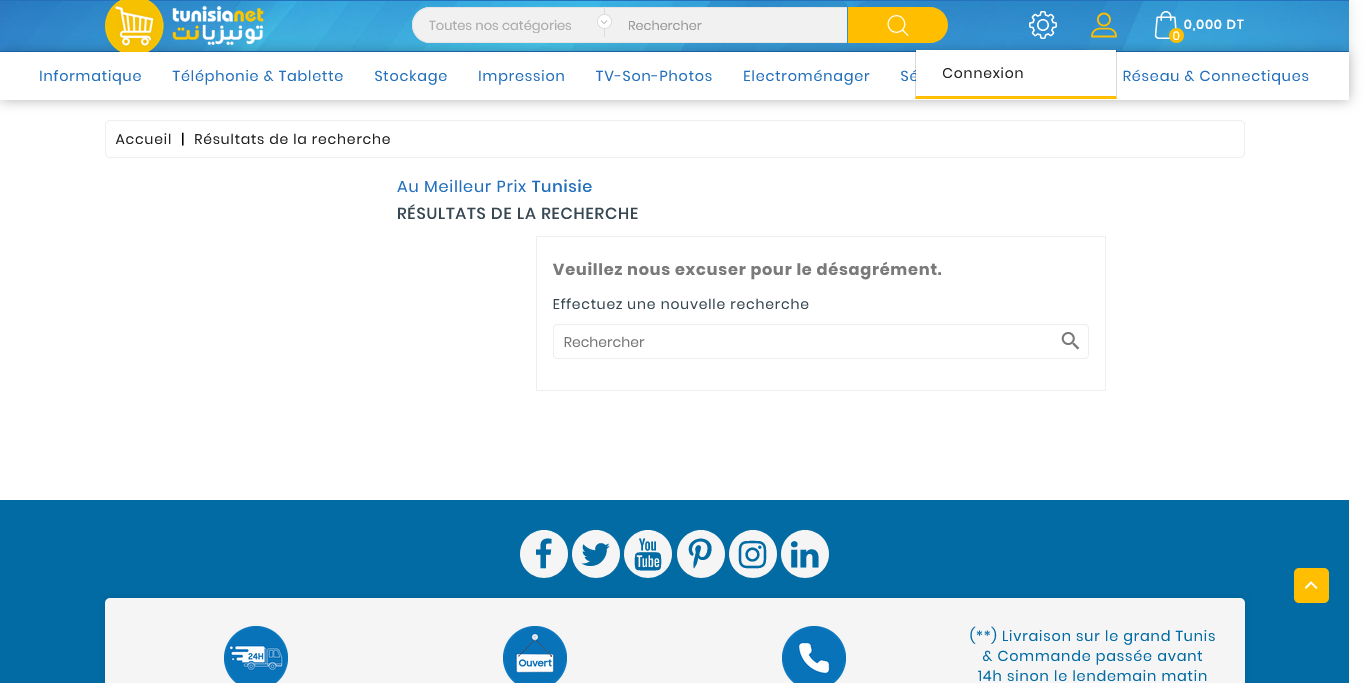 tunisianet
تونيزيانت
Toutes nos catégories
Rechercher
0
0,000 DT
Informatique
Téléphonie & Tablette
Stockage
Impression
TV-Son-Photos
Electroménager
Sé
Connexion
Réseau & Connectiques
Accueil | Résultats de la recherche
Au Meilleur Prix Tunisie
RÉSULTATS DE LA RECHERCHE
Veuillez nous excuser pour le désagrément.
Effectuez une nouvelle recherche
Rechercher
You
Tube
24H
Ouvert
(**) Livraison sur le grand Tunis
& Commande passée avant
14h sinon le lendemain matin